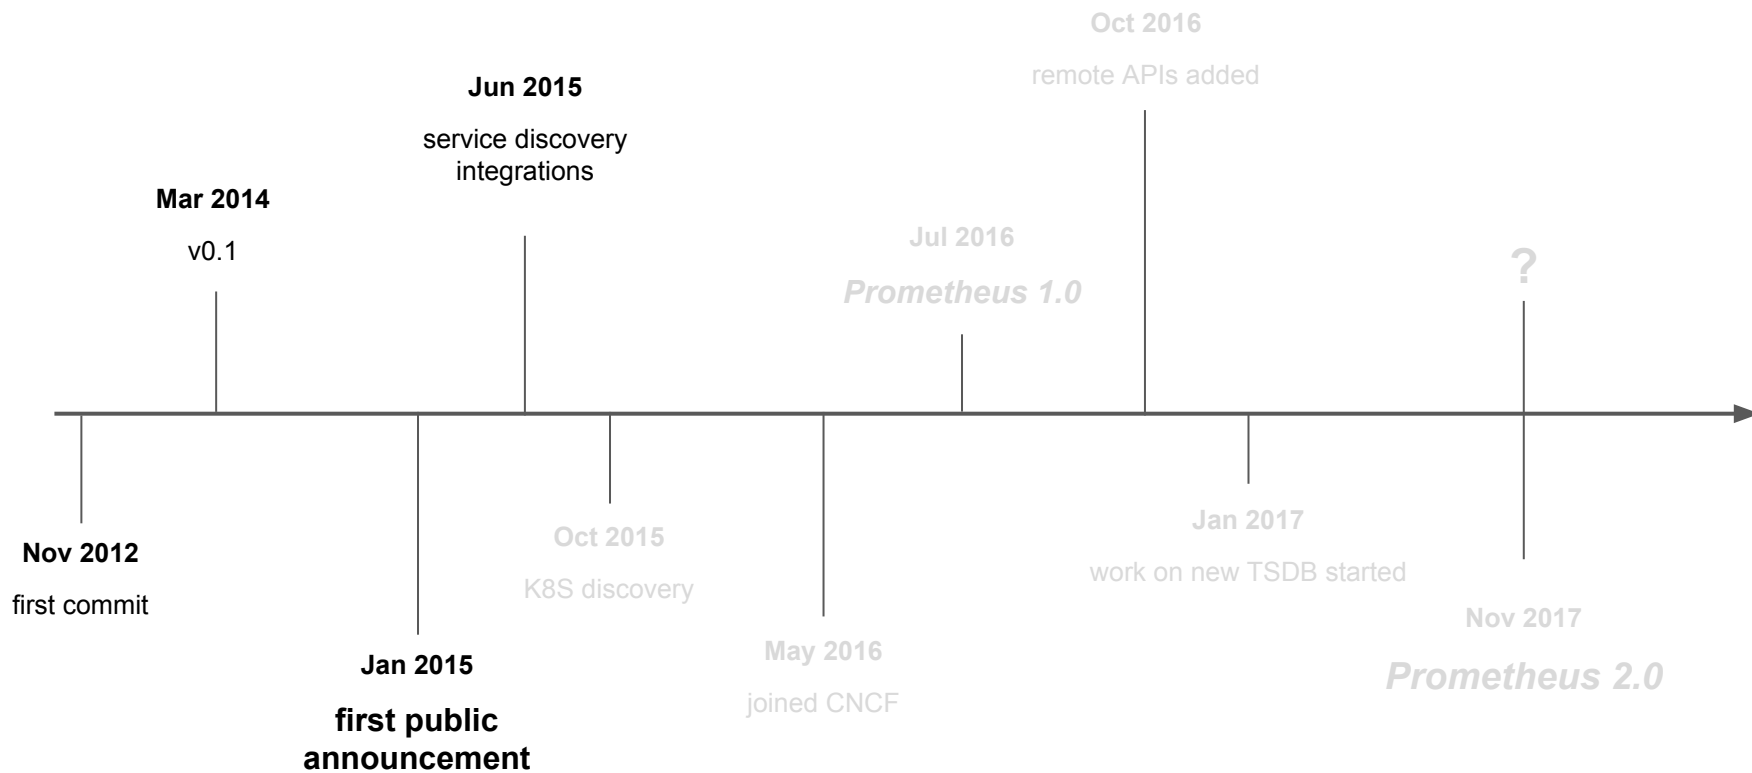 Nov 2012
first commit
Mar 2014
v0.1
Jan 2015
first public
announcement
Jun 2015
service discovery
integrations
Oct 2015
K8S discovery
May 2016
joined CNCF
Jul 2016
Prometheus 1.0
Oct 2016
remote APIs added
Jan 2017
work on new TSDB started
?
Nov 2017
Prometheus 2.0